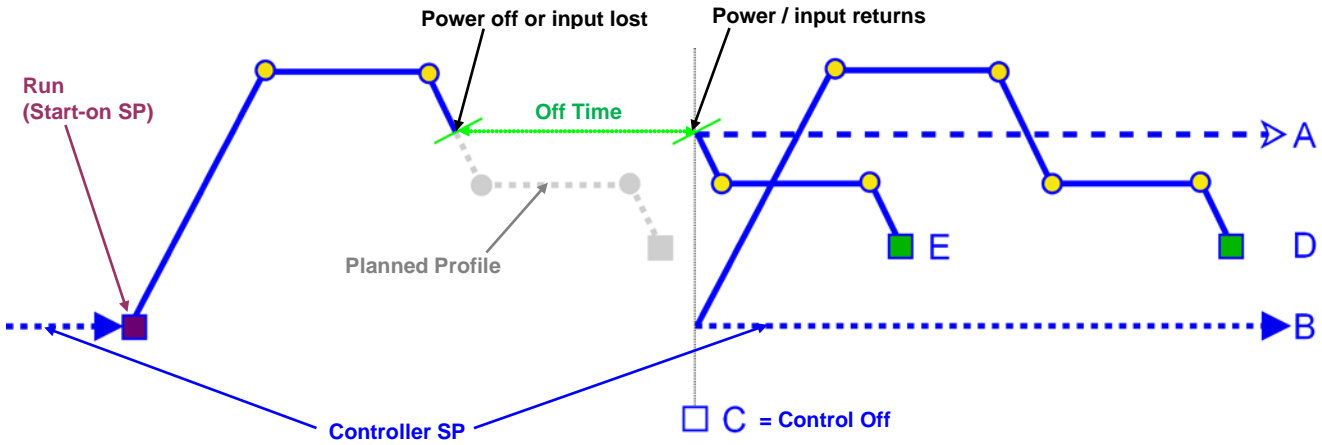 Power off or input lost
Power / input returns
Run
(Start-on SP)
Off Time
A
Planned Profile
E
D
B
C = Control Off
Controller SP